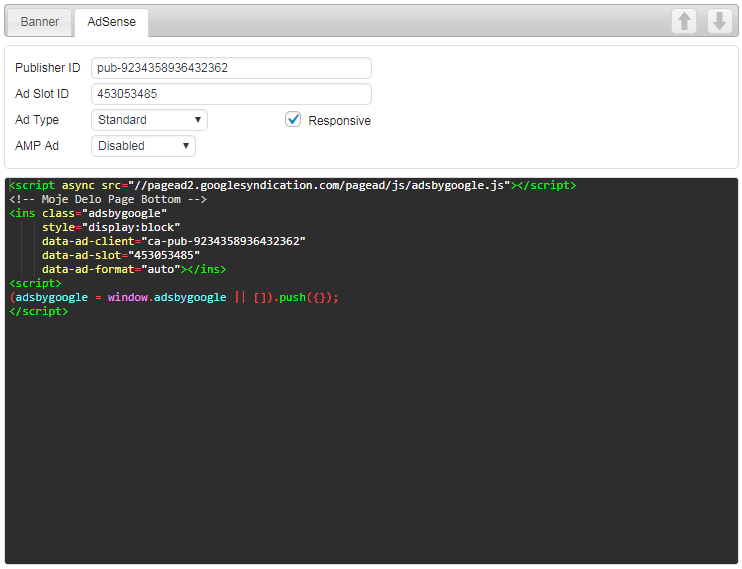 Banner AdSense
Publisher ID pub-9234358936432362
Ad Slot ID 453053485
Ad Type Standard Responsive
AMP Ad Disabled
<script async src="//pagead2.googlesyndication.com/pagead/js/adsbygoogle.js"></script>
<!-- Moje Delo Page Bottom -->
<ins class="adsbygoogle"
     style="display:block"
     data-ad-client="ca-pub-9234358936432362"
     data-ad-slot="453053485"
     data-ad-format="auto"></ins>
<script>
(adsbygoogle = window.adsbygoogle || []).push({});
</script>